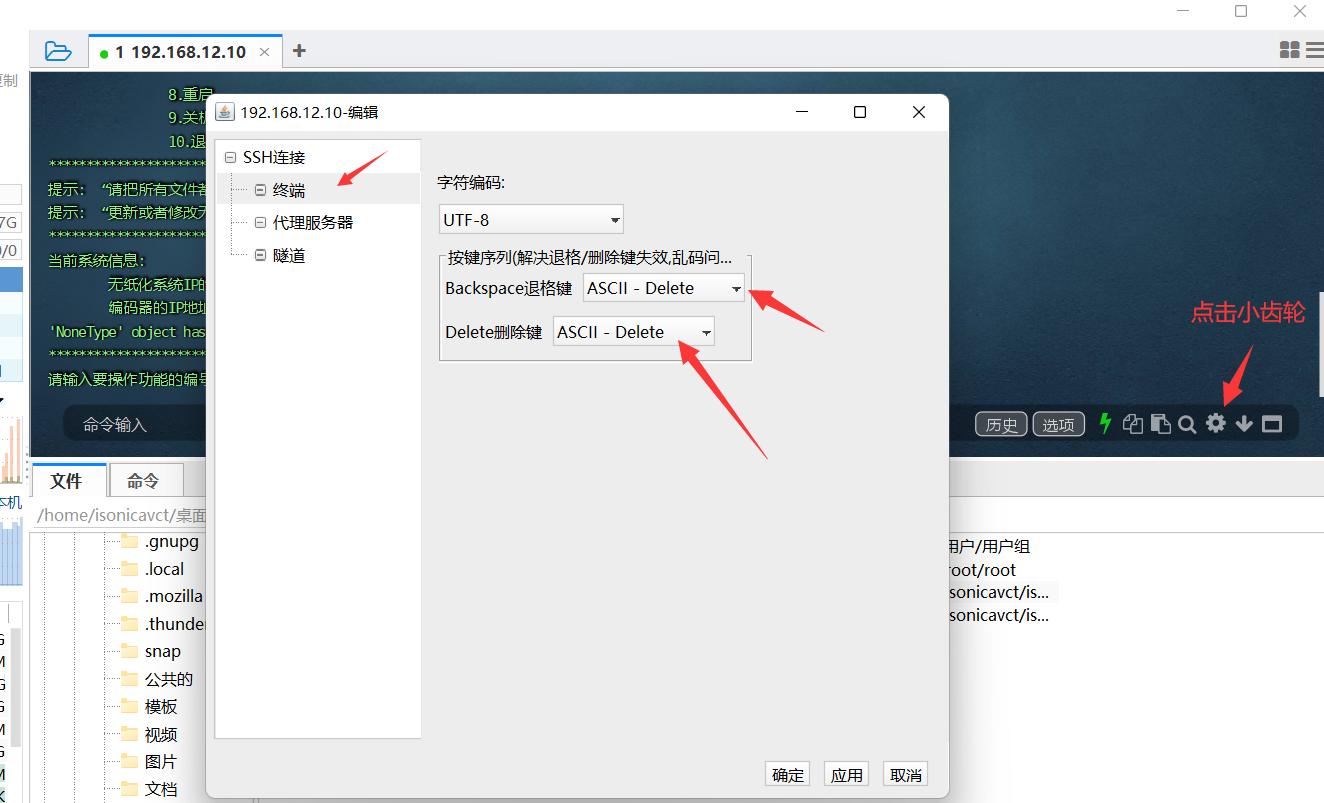 1 192.168.12.10
8.重启
9.关机
10.退
************************
提示: “请把所有文件都
提示: “更新或者修改无
************************
当前系统信息:
无纸化系统IP的
编码器的IP地址
'NoneType' object has
************************
请输入要操作功能的编号
命令输入
192.168.12.10-编辑
SSH连接
终端
代理服务器
隧道
字符编码:
UTF-8
按键序列(解决退格/删除键失效,乱码问...
Backspace退格键 ASCII - Delete
Delete删除键 ASCII - Delete
确定 应用 取消
点击小齿轮
历史 选项
文件 命令
/home/isonicavct/桌面
.gnupg
.local
.mozilla
.thunder
snap
公共的
模板
视频
图片
文档
用户/用户组
root/root
sonicavct/is...
sonicavct/is...
复制
7G
0/0
本机
G
M
G
G
M
G
M
K